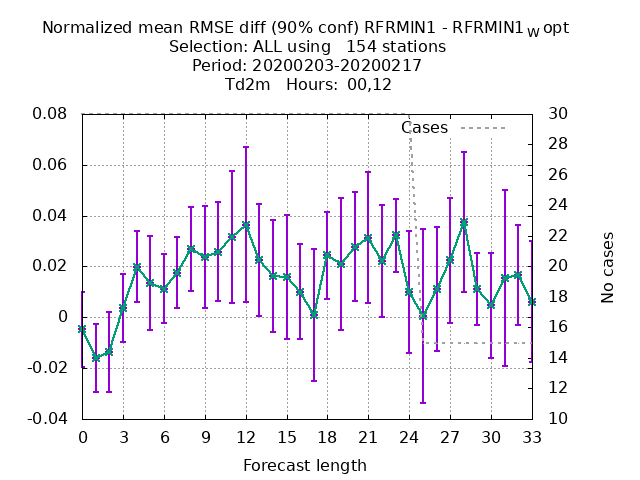 Normalized mean RMSE diff (90% conf) RFRMIN1 - RFRMIN1W opt
Selection: ALL using   154 stations
Period: 20200203-20200217
Td2m   Hours:  00,12
Cases
0.08
0.06
0.04
0.02
0
-0.02
-0.04
30
28
26
24
22
20
18
16
14
12
10
No cases
0 3 6 9 12 15 18 21 24 27 30 33
Forecast length